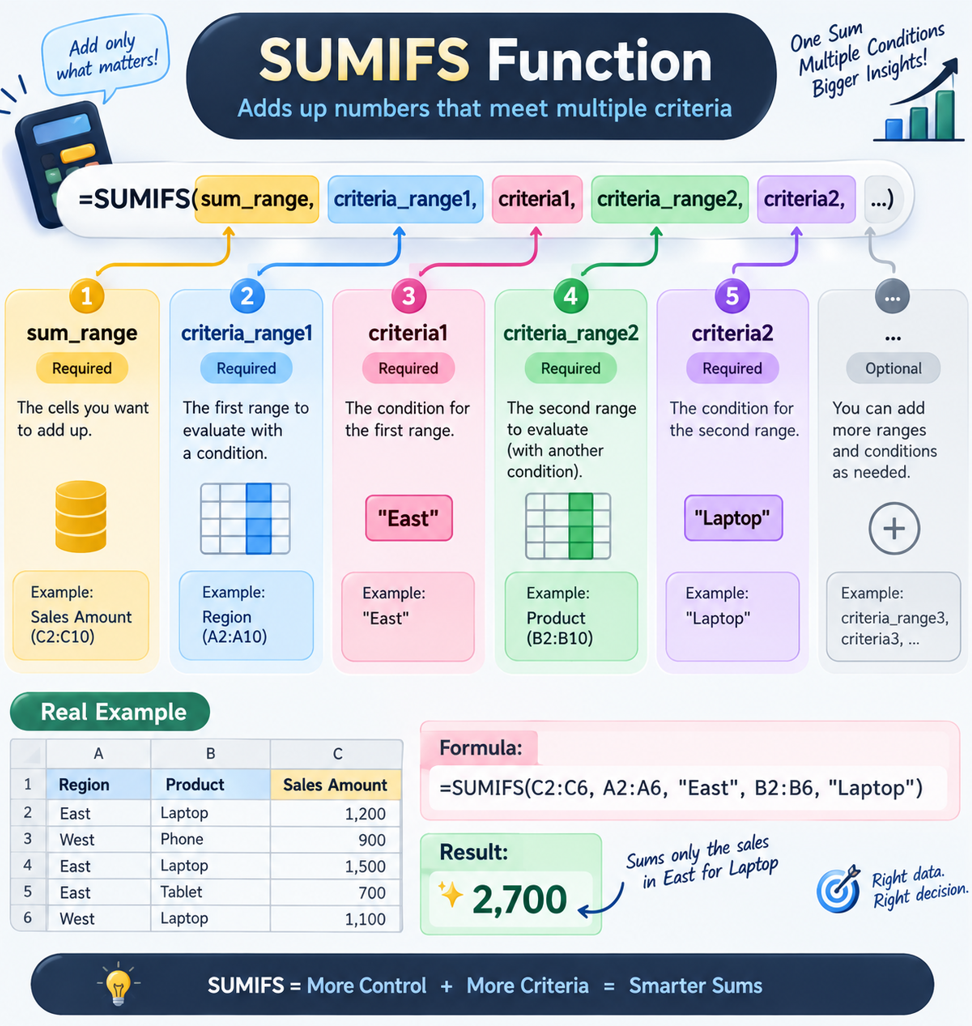 Add only
what matters!
SUMIFS Function
Adds up numbers that meet multiple criteria
One Sum
Multiple Conditions
Bigger Insights!
=SUMIFS(sum_range, criteria_range1, criteria1, criteria_range2, criteria2, ...)
1
sum_range
Required
The cells you want
to add up.
Example:
Sales Amount
(C2:C10)
2
criteria_range1
Required
The first range to
evaluate with
a condition.
Example:
Region
(A2:A10)
3
criteria1
Required
The condition for
the first range.
"East"
Example:
"East"
4
criteria_range2
Required
The second range
to evaluate
(with another
condition).
Example:
Product
(B2:B10)
5
criteria2
Required
The condition for
the second range.
"Laptop"
Example:
"Laptop"
...
...
Optional
You can add
more ranges
and conditions
as needed.
+
Example:
criteria_range3,
criteria3, ...
Real Example
A B C
1 Region Product Sales Amount
2 East Laptop 1,200
3 West Phone 900
4 East Laptop 1,500
5 East Tablet 700
6 West Laptop 1,100
Formula:
=SUMIFS(C2:C6, A2:A6, "East", B2:B6, "Laptop")
Result:
2,700
Sums only the sales
in East for Laptop
Right data.
Right decision.
SUMIFS = More Control + More Criteria = Smarter Sums